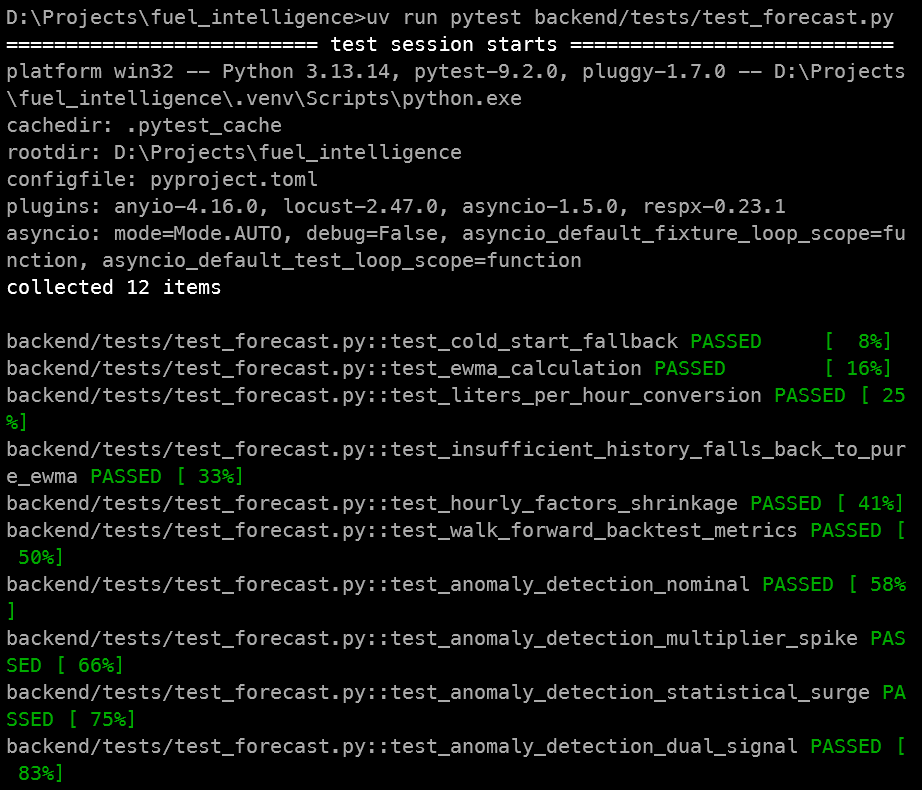 D:\Projects\fuel_intelligence>uv run pytest backend/tests/test_forecast.py
========================== test session starts ===========================
platform win32 -- Python 3.13.14, pytest-9.2.0, pluggy-1.7.0 -- D:\Projects
\fuel_intelligence\.venv\Scripts\python.exe
cachedir: .pytest_cache
rootdir: D:\Projects\fuel_intelligence
configfile: pyproject.toml
plugins: anyio-4.16.0, locust-2.47.0, asyncio-1.5.0, respx-0.23.1
asyncio: mode=Mode.AUTO, debug=False, asyncio_default_fixture_loop_scope=fu
nction, asyncio_default_test_loop_scope=function
collected 12 items

backend/tests/test_forecast.py::test_cold_start_fallback PASSED     [  8%]
backend/tests/test_forecast.py::test_ewma_calculation PASSED        [ 16%]
backend/tests/test_forecast.py::test_liters_per_hour_conversion PASSED [ 25
%]
backend/tests/test_forecast.py::test_insufficient_history_falls_back_to_pur
e_ewma PASSED [ 33%]
backend/tests/test_forecast.py::test_hourly_factors_shrinkage PASSED [ 41%]
backend/tests/test_forecast.py::test_walk_forward_backtest_metrics PASSED [
 50%]
backend/tests/test_forecast.py::test_anomaly_detection_nominal PASSED [ 58%
]
backend/tests/test_forecast.py::test_anomaly_detection_multiplier_spike PAS
SED [ 66%]
backend/tests/test_forecast.py::test_anomaly_detection_statistical_surge PA
SSED [ 75%]
backend/tests/test_forecast.py::test_anomaly_detection_dual_signal PASSED [
 83%]